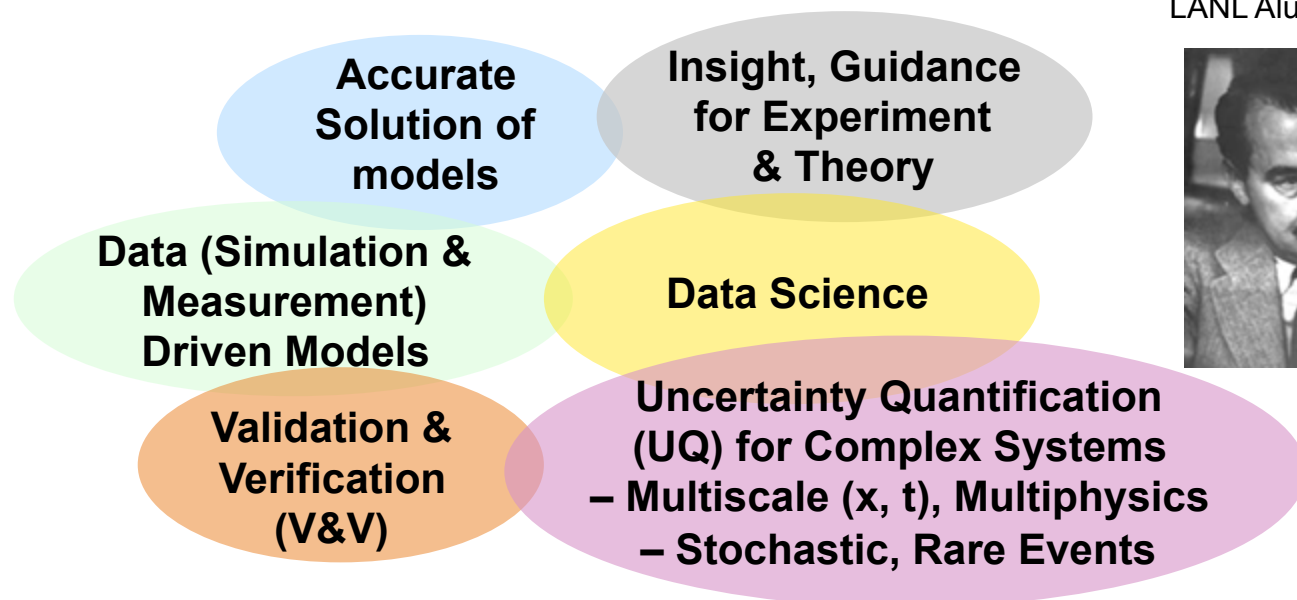 LANL Alu
Accurate
Solution of
models
Insight, Guidance
for Experiment
& Theory
Data (Simulation &
Measurement)
Driven Models
Data Science
Validation &
Verification
(V&V)
Uncertainty Quantification
(UQ) for Complex Systems
– Multiscale (x, t), Multiphysics
– Stochastic, Rare Events